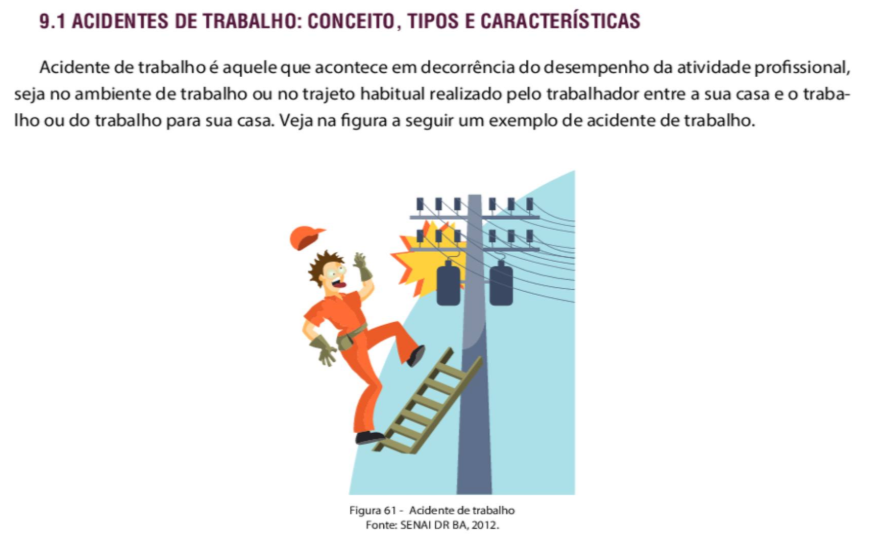 9.1 ACIDENTES DE TRABALHO: CONCEITO, TIPOS E CARACTERÍSTICAS
Acidente de trabalho é aquele que acontece em decorrência do desempenho da atividade profissional,
seja no ambiente de trabalho ou no trajeto habitual realizado pelo trabalhador entre a sua casa e o traba-
lho ou do trabalho para sua casa. Veja na figura a seguir um exemplo de acidente de trabalho.
Figura 61 - Acidente de trabalho
Fonte: SENAI DR BA, 2012.